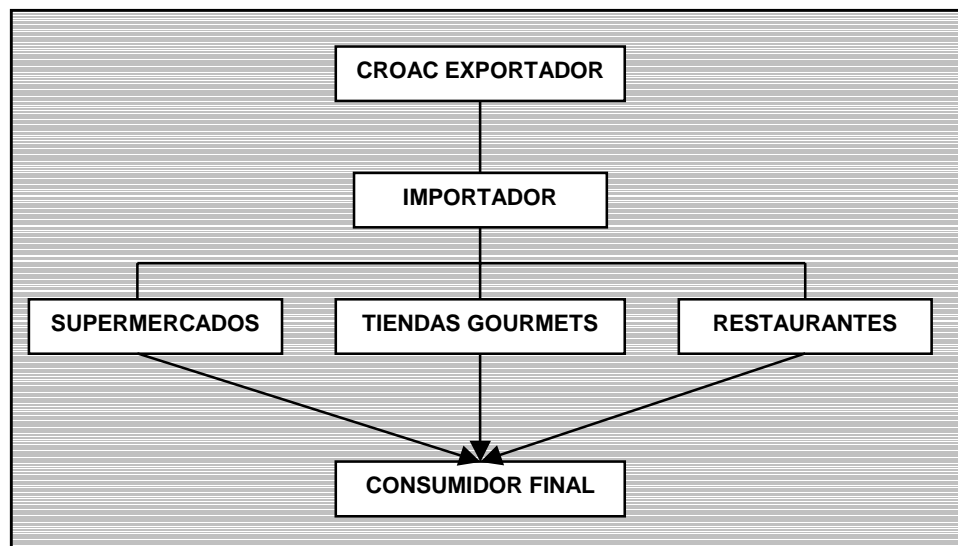 CROAC EXPORTADOR
IMPORTADOR
SUPERMERCADOS
TIENDAS GOURMETS
RESTAURANTES
CONSUMIDOR FINAL